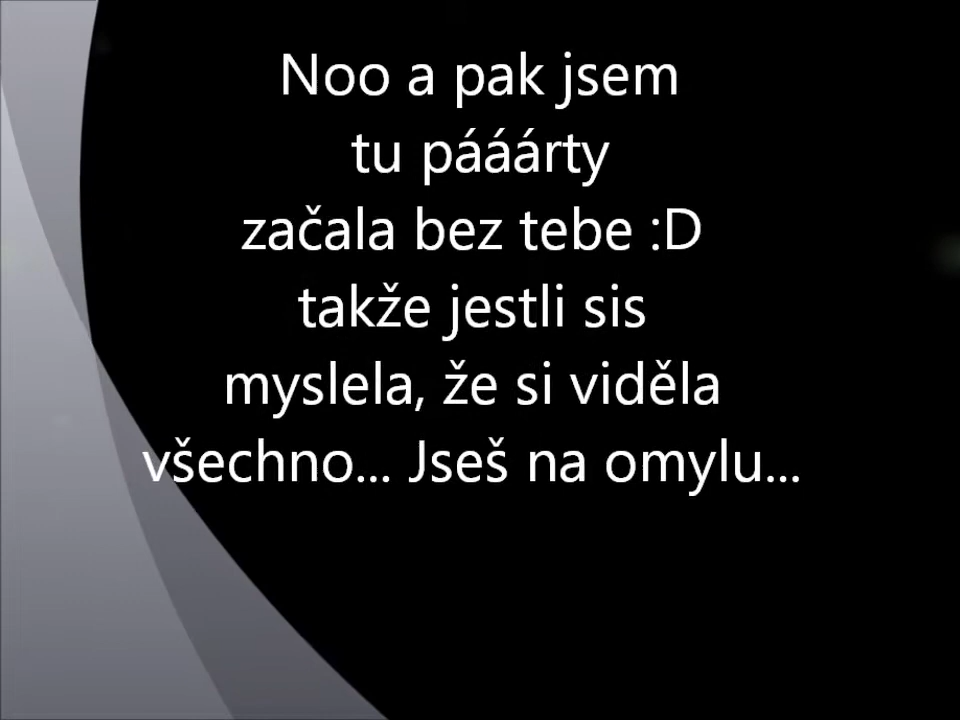 Noo a pak jsem
tu pááárty
začala bez tebe :D
takže jestli sis
myslela, že si viděla
všechno... Jseš na omylu...